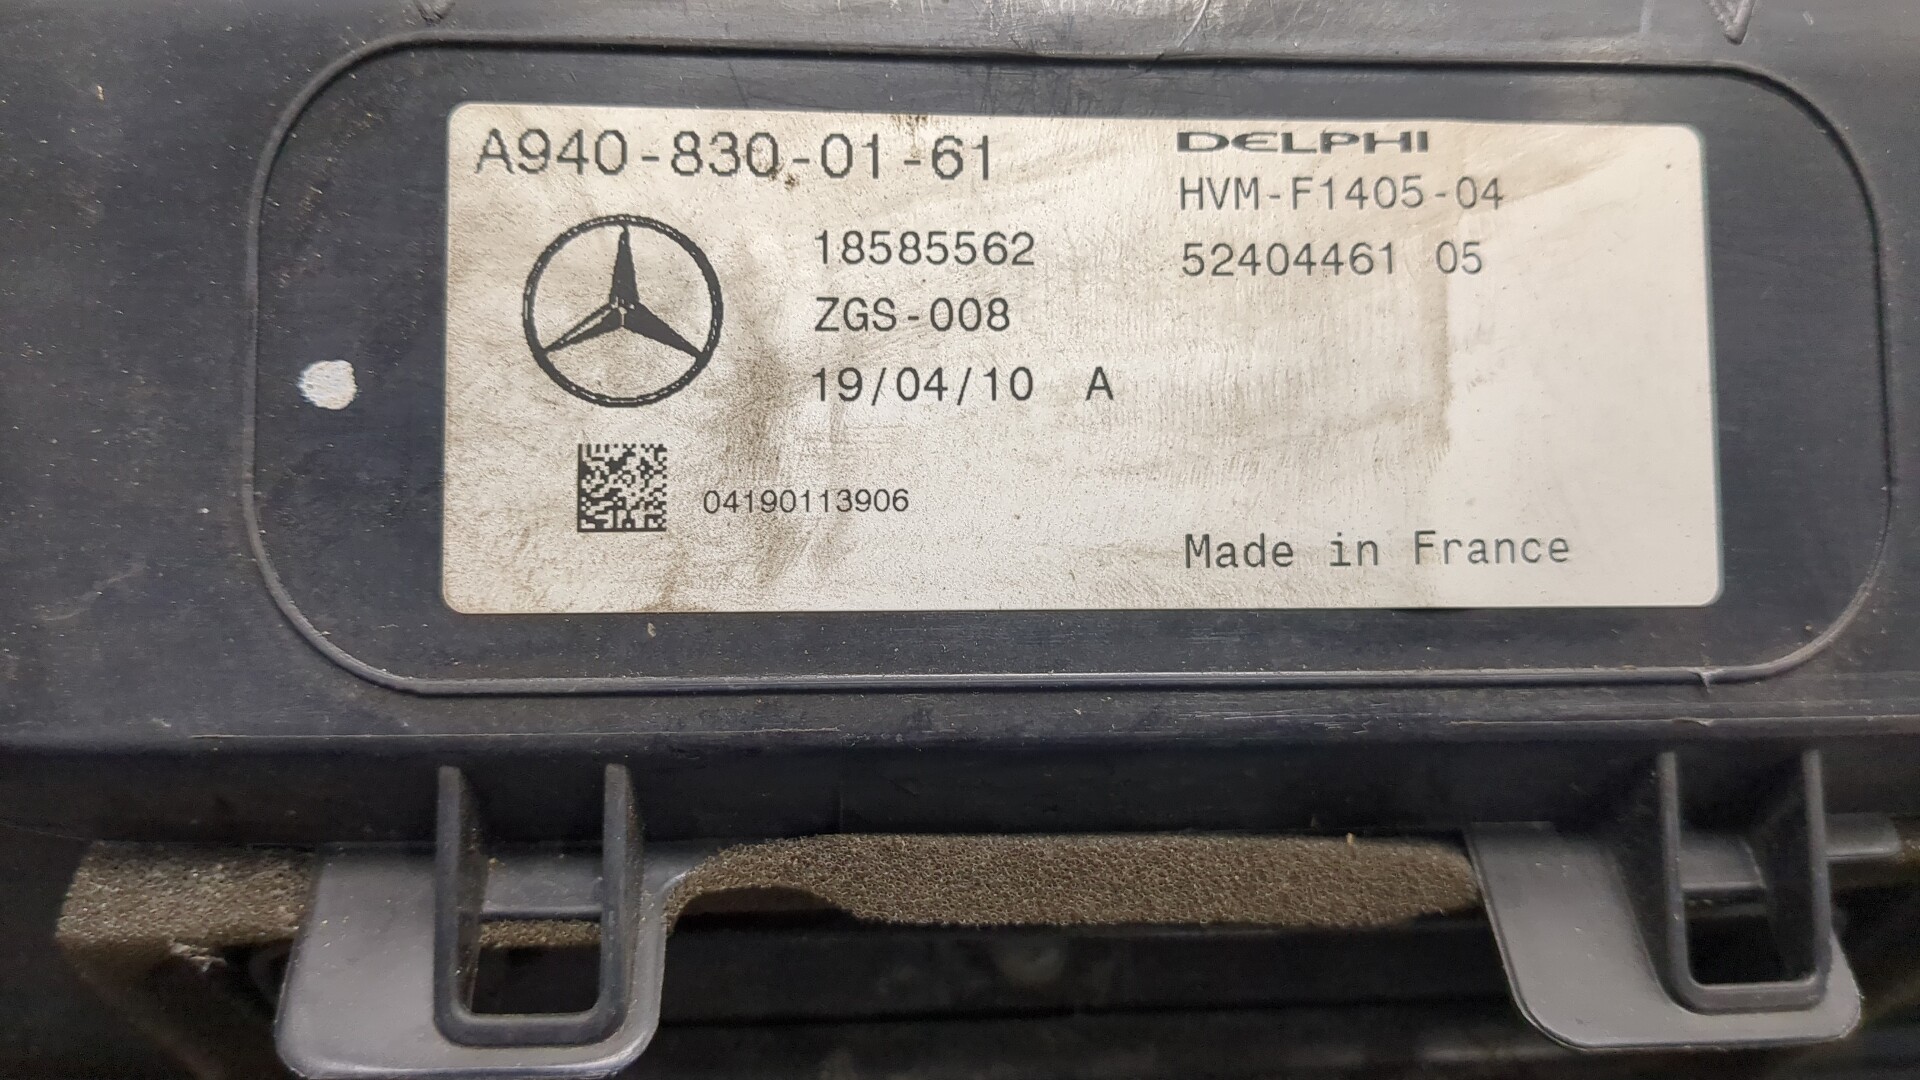 A940-830-01-61
18585562
ZGS-008
19/04/10 A
04190113906
DELPHI
HVM-F1405-04
52404461 05
Made in France